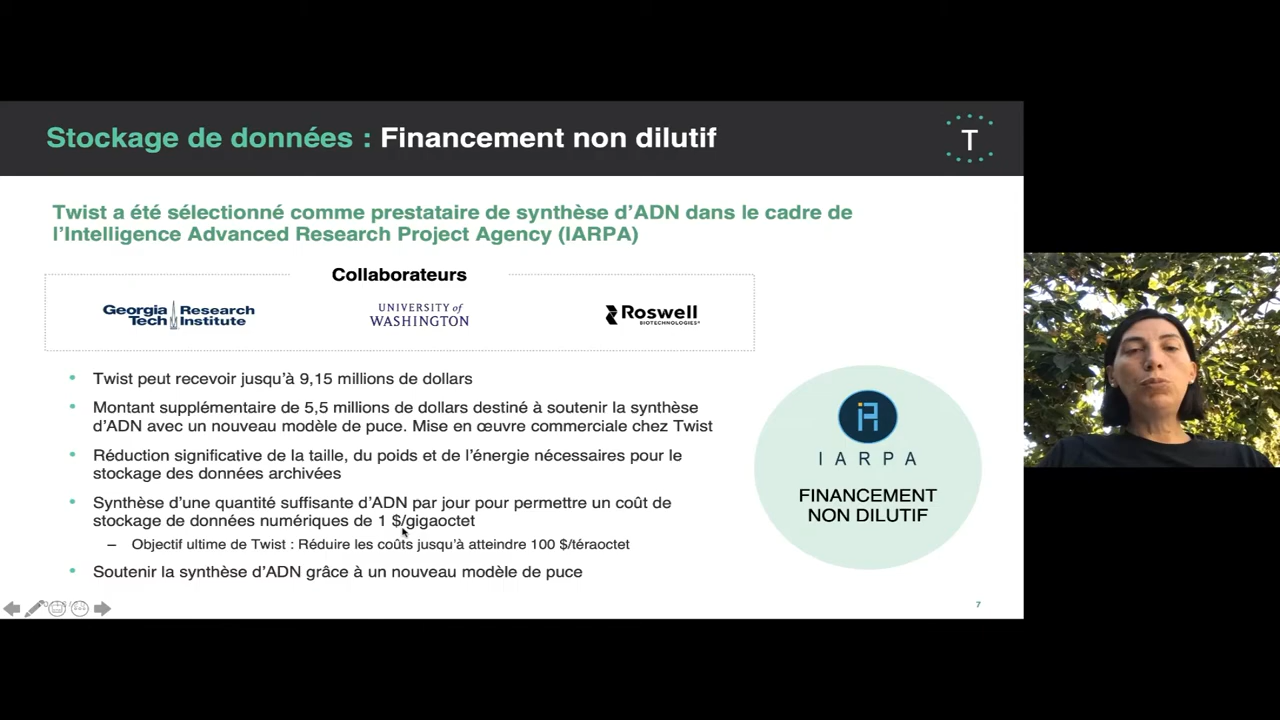 Stockage de données : Financement non dilutif
T
Twist a été sélectionné comme prestataire de synthèse d'ADN dans le cadre de
l'Intelligence Advanced Research Project Agency (IARPA)
Collaborateurs
Georgia Tech Research Institute
UNIVERSITY of
WASHINGTON
Roswell
BIOTECHNOLOGIES
• Twist peut recevoir jusqu'à 9,15 millions de dollars
• Montant supplémentaire de 5,5 millions de dollars destiné à soutenir la synthèse
d'ADN avec un nouveau modèle de puce. Mise en œuvre commerciale chez Twist
• Réduction significative de la taille, du poids et de l'énergie nécessaires pour le
stockage des données archivées
• Synthèse d'une quantité suffisante d'ADN par jour pour permettre un coût de
stockage de données numériques de 1 $/gigaoctet
– Objectif ultime de Twist : Réduire les coûts jusqu'à atteindre 100 $/téraoctet
• Soutenir la synthèse d'ADN grâce à un nouveau modèle de puce
IARPA
FINANCEMENT
NON DILUTIF
7